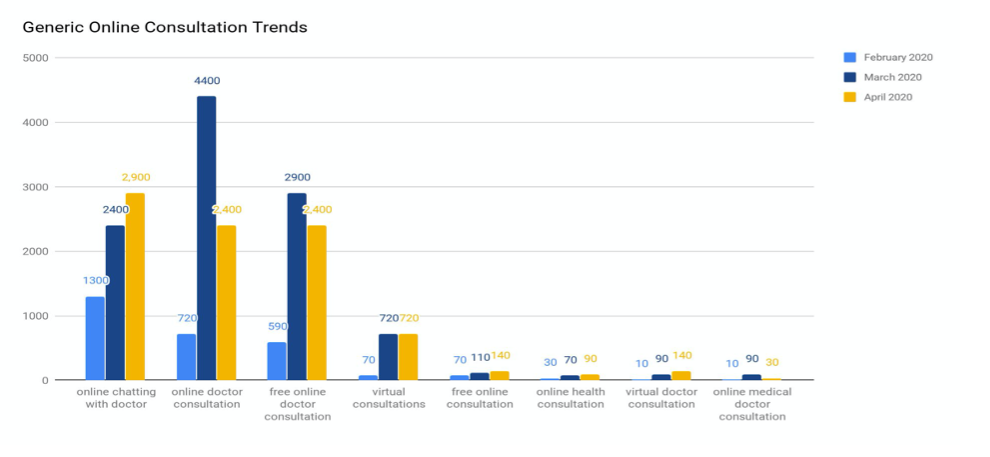 Generic Online Consultation Trends
February 2020
March 2020
April 2020
5000
4000
3000
2000
1000
0
1300
2400
2,900
720
4400
2,400
590
2900
2,400
70
720
720
70
110
140
30
70
90
10
90
140
10
90
30
online chatting
with doctor
online doctor
consultation
free online
doctor
consultation
virtual
consultations
free online
consultation
online health
consultation
virtual doctor
consultation
online medical
doctor
consultation